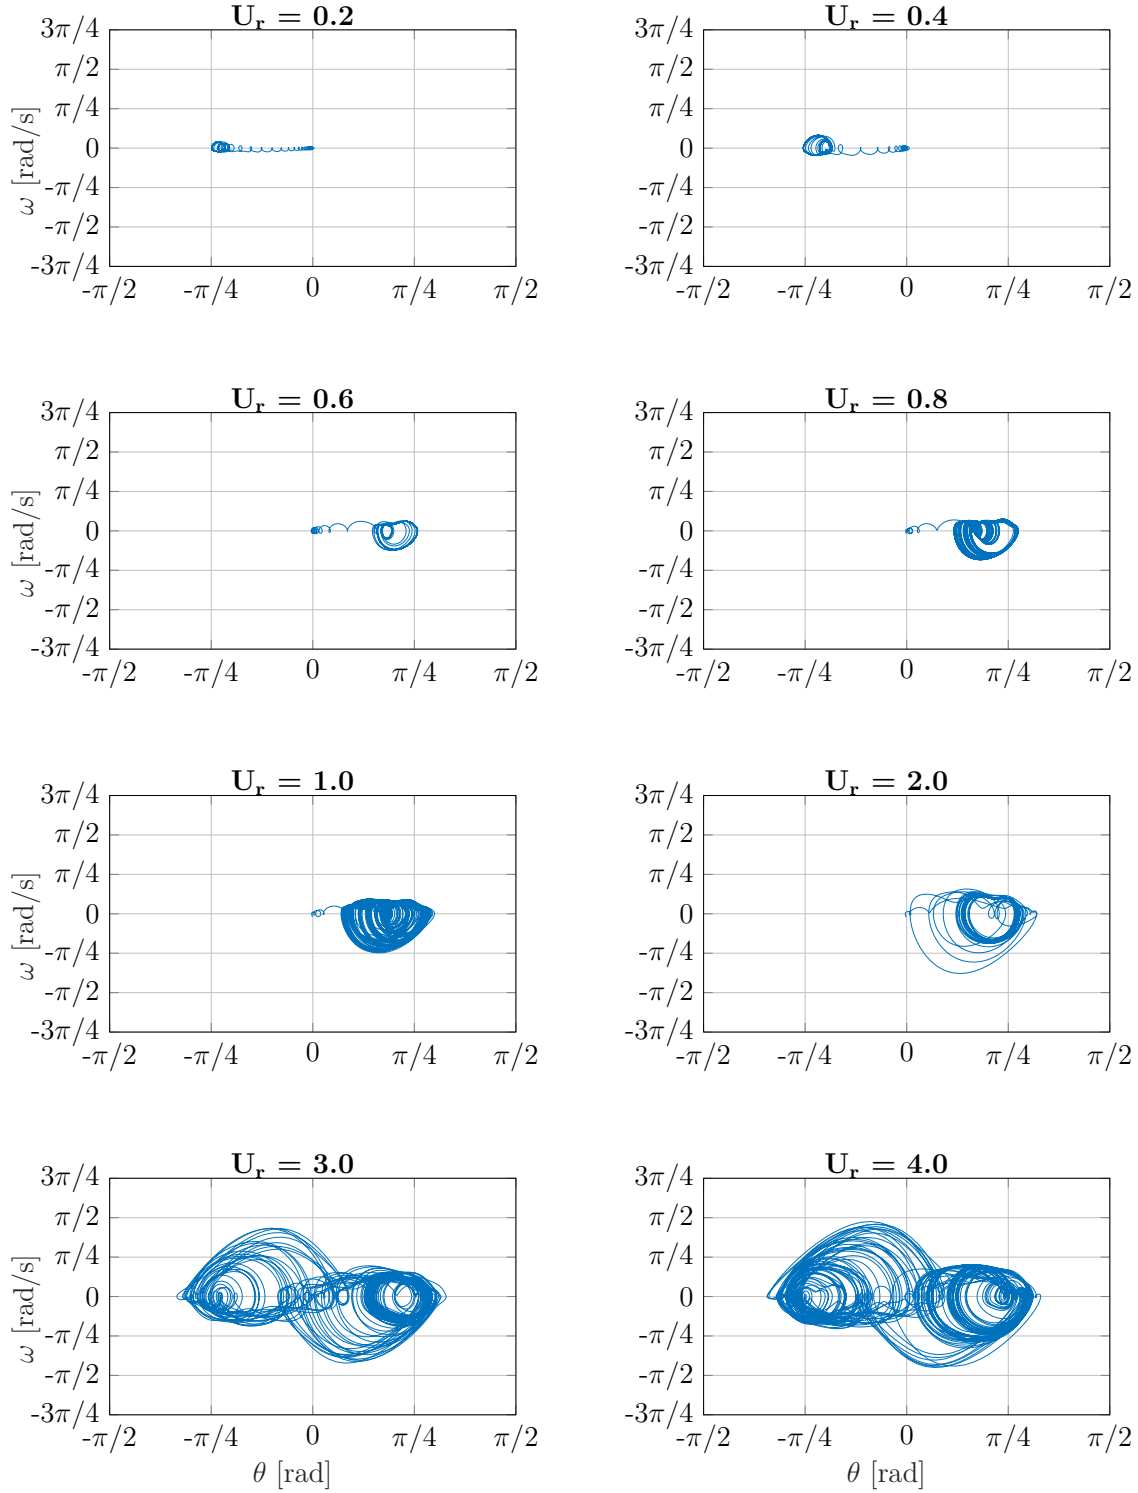 U_r = 0.2
3π/4
π/2
π/4
0
-π/4
-π/2
-3π/4
ω [rad/s]
-π/2 -π/4 0 π/4 π/2
U_r = 0.4
3π/4
π/2
π/4
0
-π/4
-π/2
-3π/4
-π/2 -π/4 0 π/4 π/2
U_r = 0.6
3π/4
π/2
π/4
0
-π/4
-π/2
-3π/4
ω [rad/s]
-π/2 -π/4 0 π/4 π/2
U_r = 0.8
3π/4
π/2
π/4
0
-π/4
-π/2
-3π/4
-π/2 -π/4 0 π/4 π/2
U_r = 1.0
3π/4
π/2
π/4
0
-π/4
-π/2
-3π/4
ω [rad/s]
-π/2 -π/4 0 π/4 π/2
U_r = 2.0
3π/4
π/2
π/4
0
-π/4
-π/2
-3π/4
-π/2 -π/4 0 π/4 π/2
U_r = 3.0
3π/4
π/2
π/4
0
-π/4
-π/2
-3π/4
ω [rad/s]
-π/2 -π/4 0 π/4 π/2
θ [rad]
U_r = 4.0
3π/4
π/2
π/4
0
-π/4
-π/2
-3π/4
-π/2 -π/4 0 π/4 π/2
θ [rad]